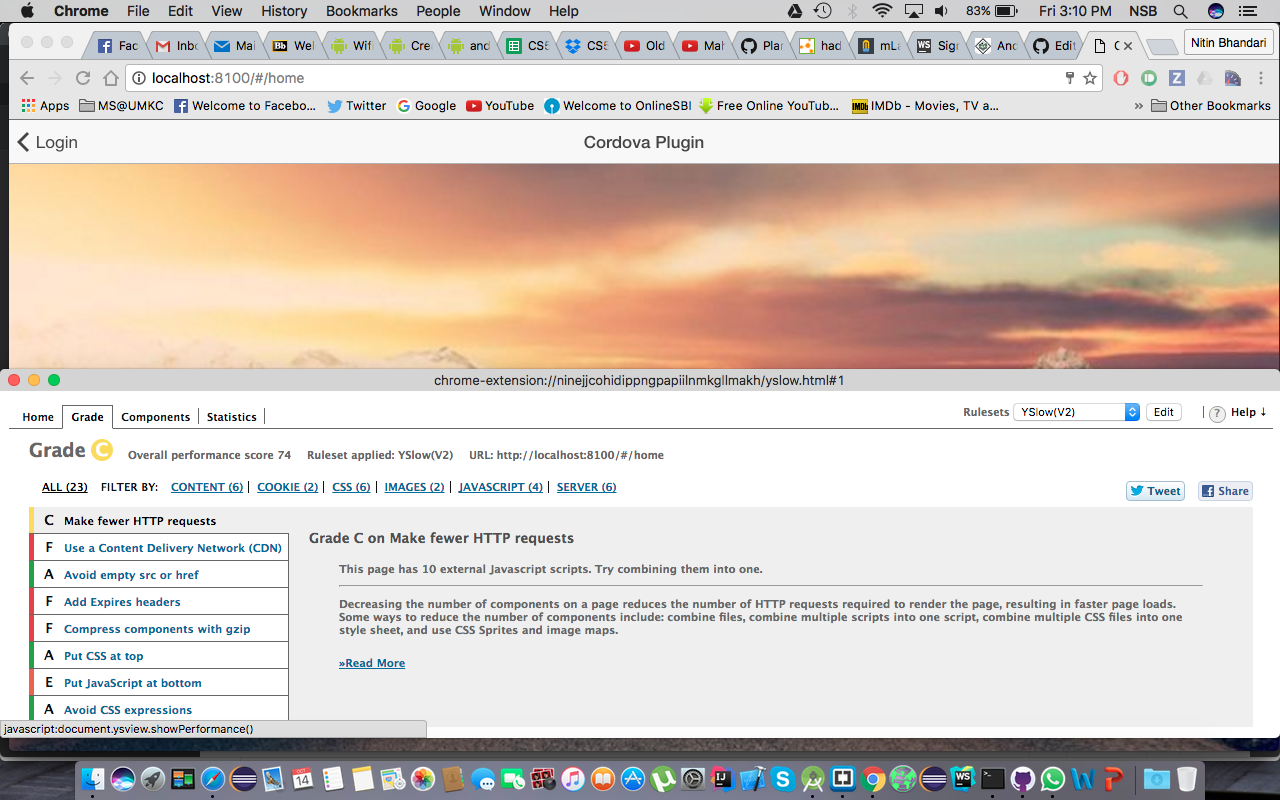 Chrome File Edit View History Bookmarks People Window Help 83% Fri 3:10 PM NSB
Fac Inbo Mai Bb Wel Wifi Cre and CS5 CS5 Old Mah Plan had mLa WS Sign And Edit C Nitin Bhandari
localhost:8100/#/home
Apps MS@UMKC Welcome to Facebo... Twitter Google YouTube Welcome to OnlineSBI Free Online YouTub... IMDb IMDb - Movies, TV a... » Other Bookmarks
Login Cordova Plugin
chrome-extension://ninejjcohidippngpapiilnmkgllmakh/yslow.html#1
Home Grade Components Statistics Rulesets YSlow(V2) Edit ? Help ↓
Grade C Overall performance score 74 Ruleset applied: YSlow(V2) URL: http://localhost:8100/#/home
ALL (23) FILTER BY: CONTENT (6) COOKIE (2) CSS (6) IMAGES (2) JAVASCRIPT (4) SERVER (6)
Tweet Share
C Make fewer HTTP requests
F Use a Content Delivery Network (CDN)
A Avoid empty src or href
F Add Expires headers
F Compress components with gzip
A Put CSS at top
E Put JavaScript at bottom
A Avoid CSS expressions
Grade C on Make fewer HTTP requests
This page has 10 external Javascript scripts. Try combining them into one.
Decreasing the number of components on a page reduces the number of HTTP requests required to render the page, resulting in faster page loads.
Some ways to reduce the number of components include: combine files, combine multiple scripts into one script, combine multiple CSS files into one
style sheet, and use CSS Sprites and image maps.
»Read More
javascript:document.ysview.showPerformance()
OCT
14
WS